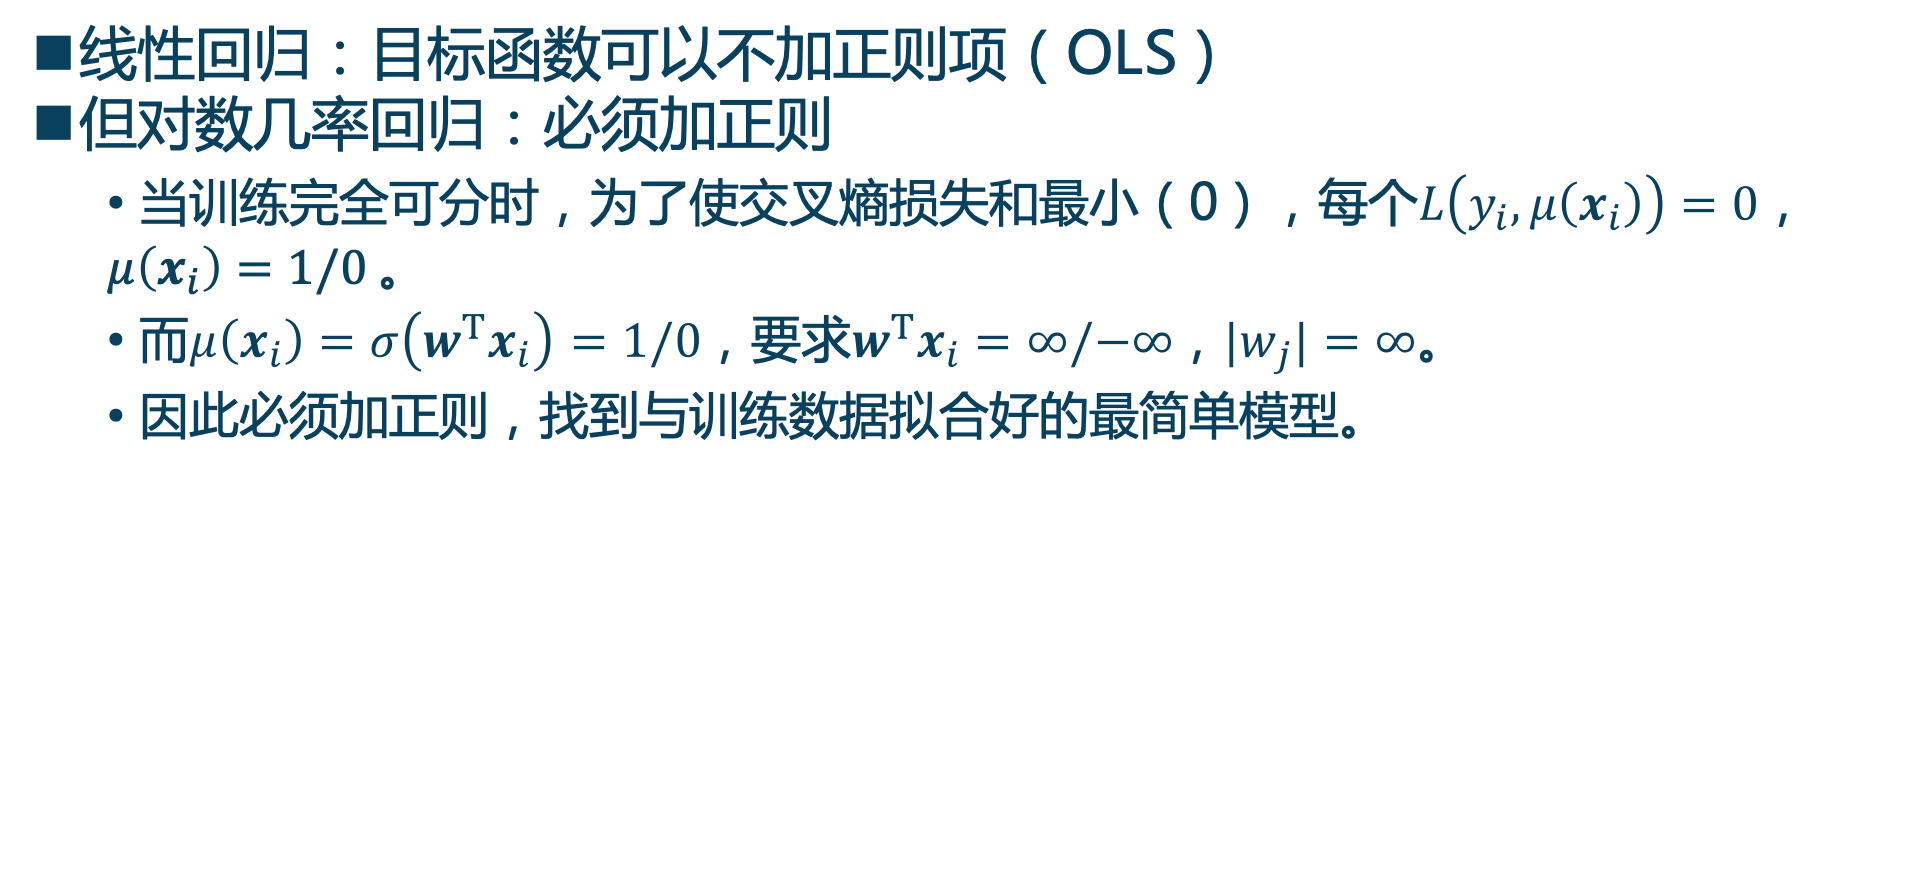 ■线性回归：目标函数可以不加正则项（OLS）
■但对数几率回归：必须加正则
• 当训练完全可分时，为了使交叉熵损失和最小（0），每个L(yᵢ, μ(𝒙ᵢ)) = 0，
μ(𝒙ᵢ) = 1/0 。
• 而μ(𝒙ᵢ) = σ(𝒘ᵀ𝒙ᵢ) = 1/0，要求𝒘ᵀ𝒙ᵢ = ∞/−∞，|wⱼ| = ∞。
• 因此必须加正则，找到与训练数据拟合好的最简单模型。